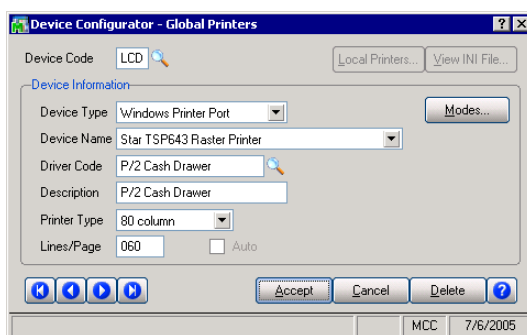 Device Configurator - Global Printers
Device Code LCD Local Printers... View INI File...
Device Information
Device Type Windows Printer Port Modes...
Device Name Star TSP643 Raster Printer
Driver Code P/2 Cash Drawer
Description P/2 Cash Drawer
Printer Type 80 column
Lines/Page 060 Auto
Accept Cancel Delete ?
MCC 7/6/2005